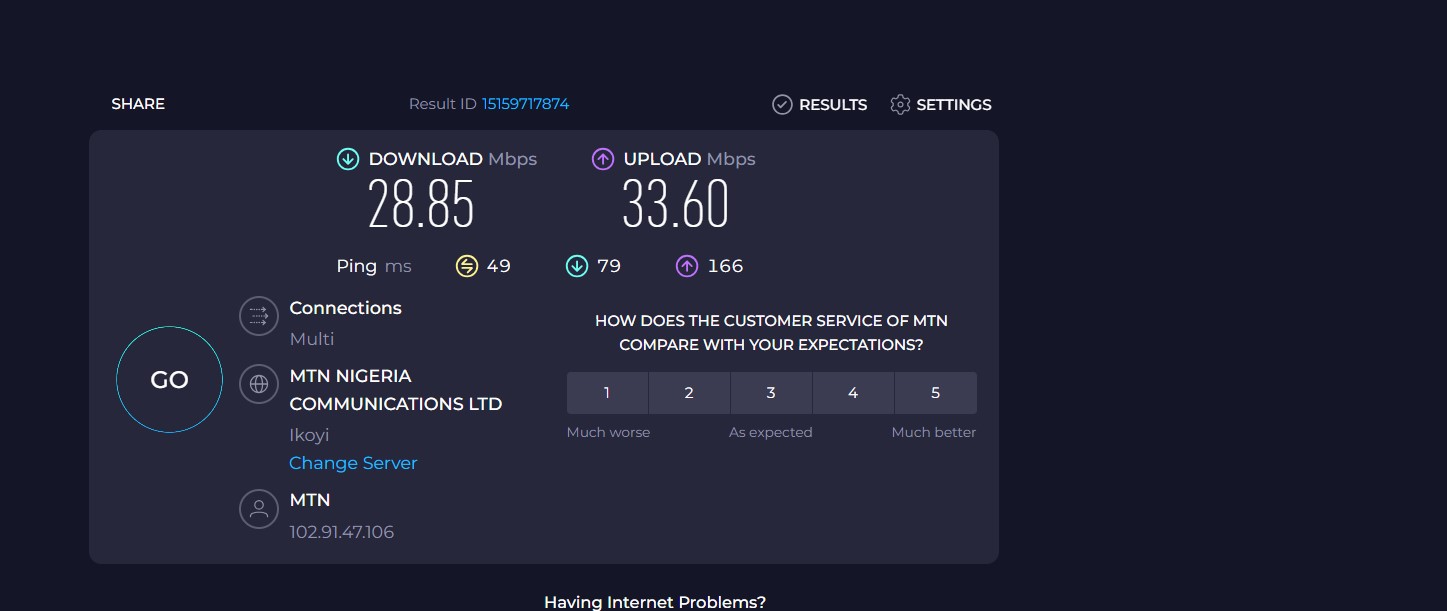 SHARE
Result ID 15159717874
RESULTS
SETTINGS
DOWNLOAD Mbps
28.85
UPLOAD Mbps
33.60
Ping ms 49 79 166
GO
Connections
Multi
MTN NIGERIA
COMMUNICATIONS LTD
Ikoyi
Change Server
MTN
102.91.47.106
HOW DOES THE CUSTOMER SERVICE OF MTN
COMPARE WITH YOUR EXPECTATIONS?
1 2 3 4 5
Much worse As expected Much better
Having Internet Problems?